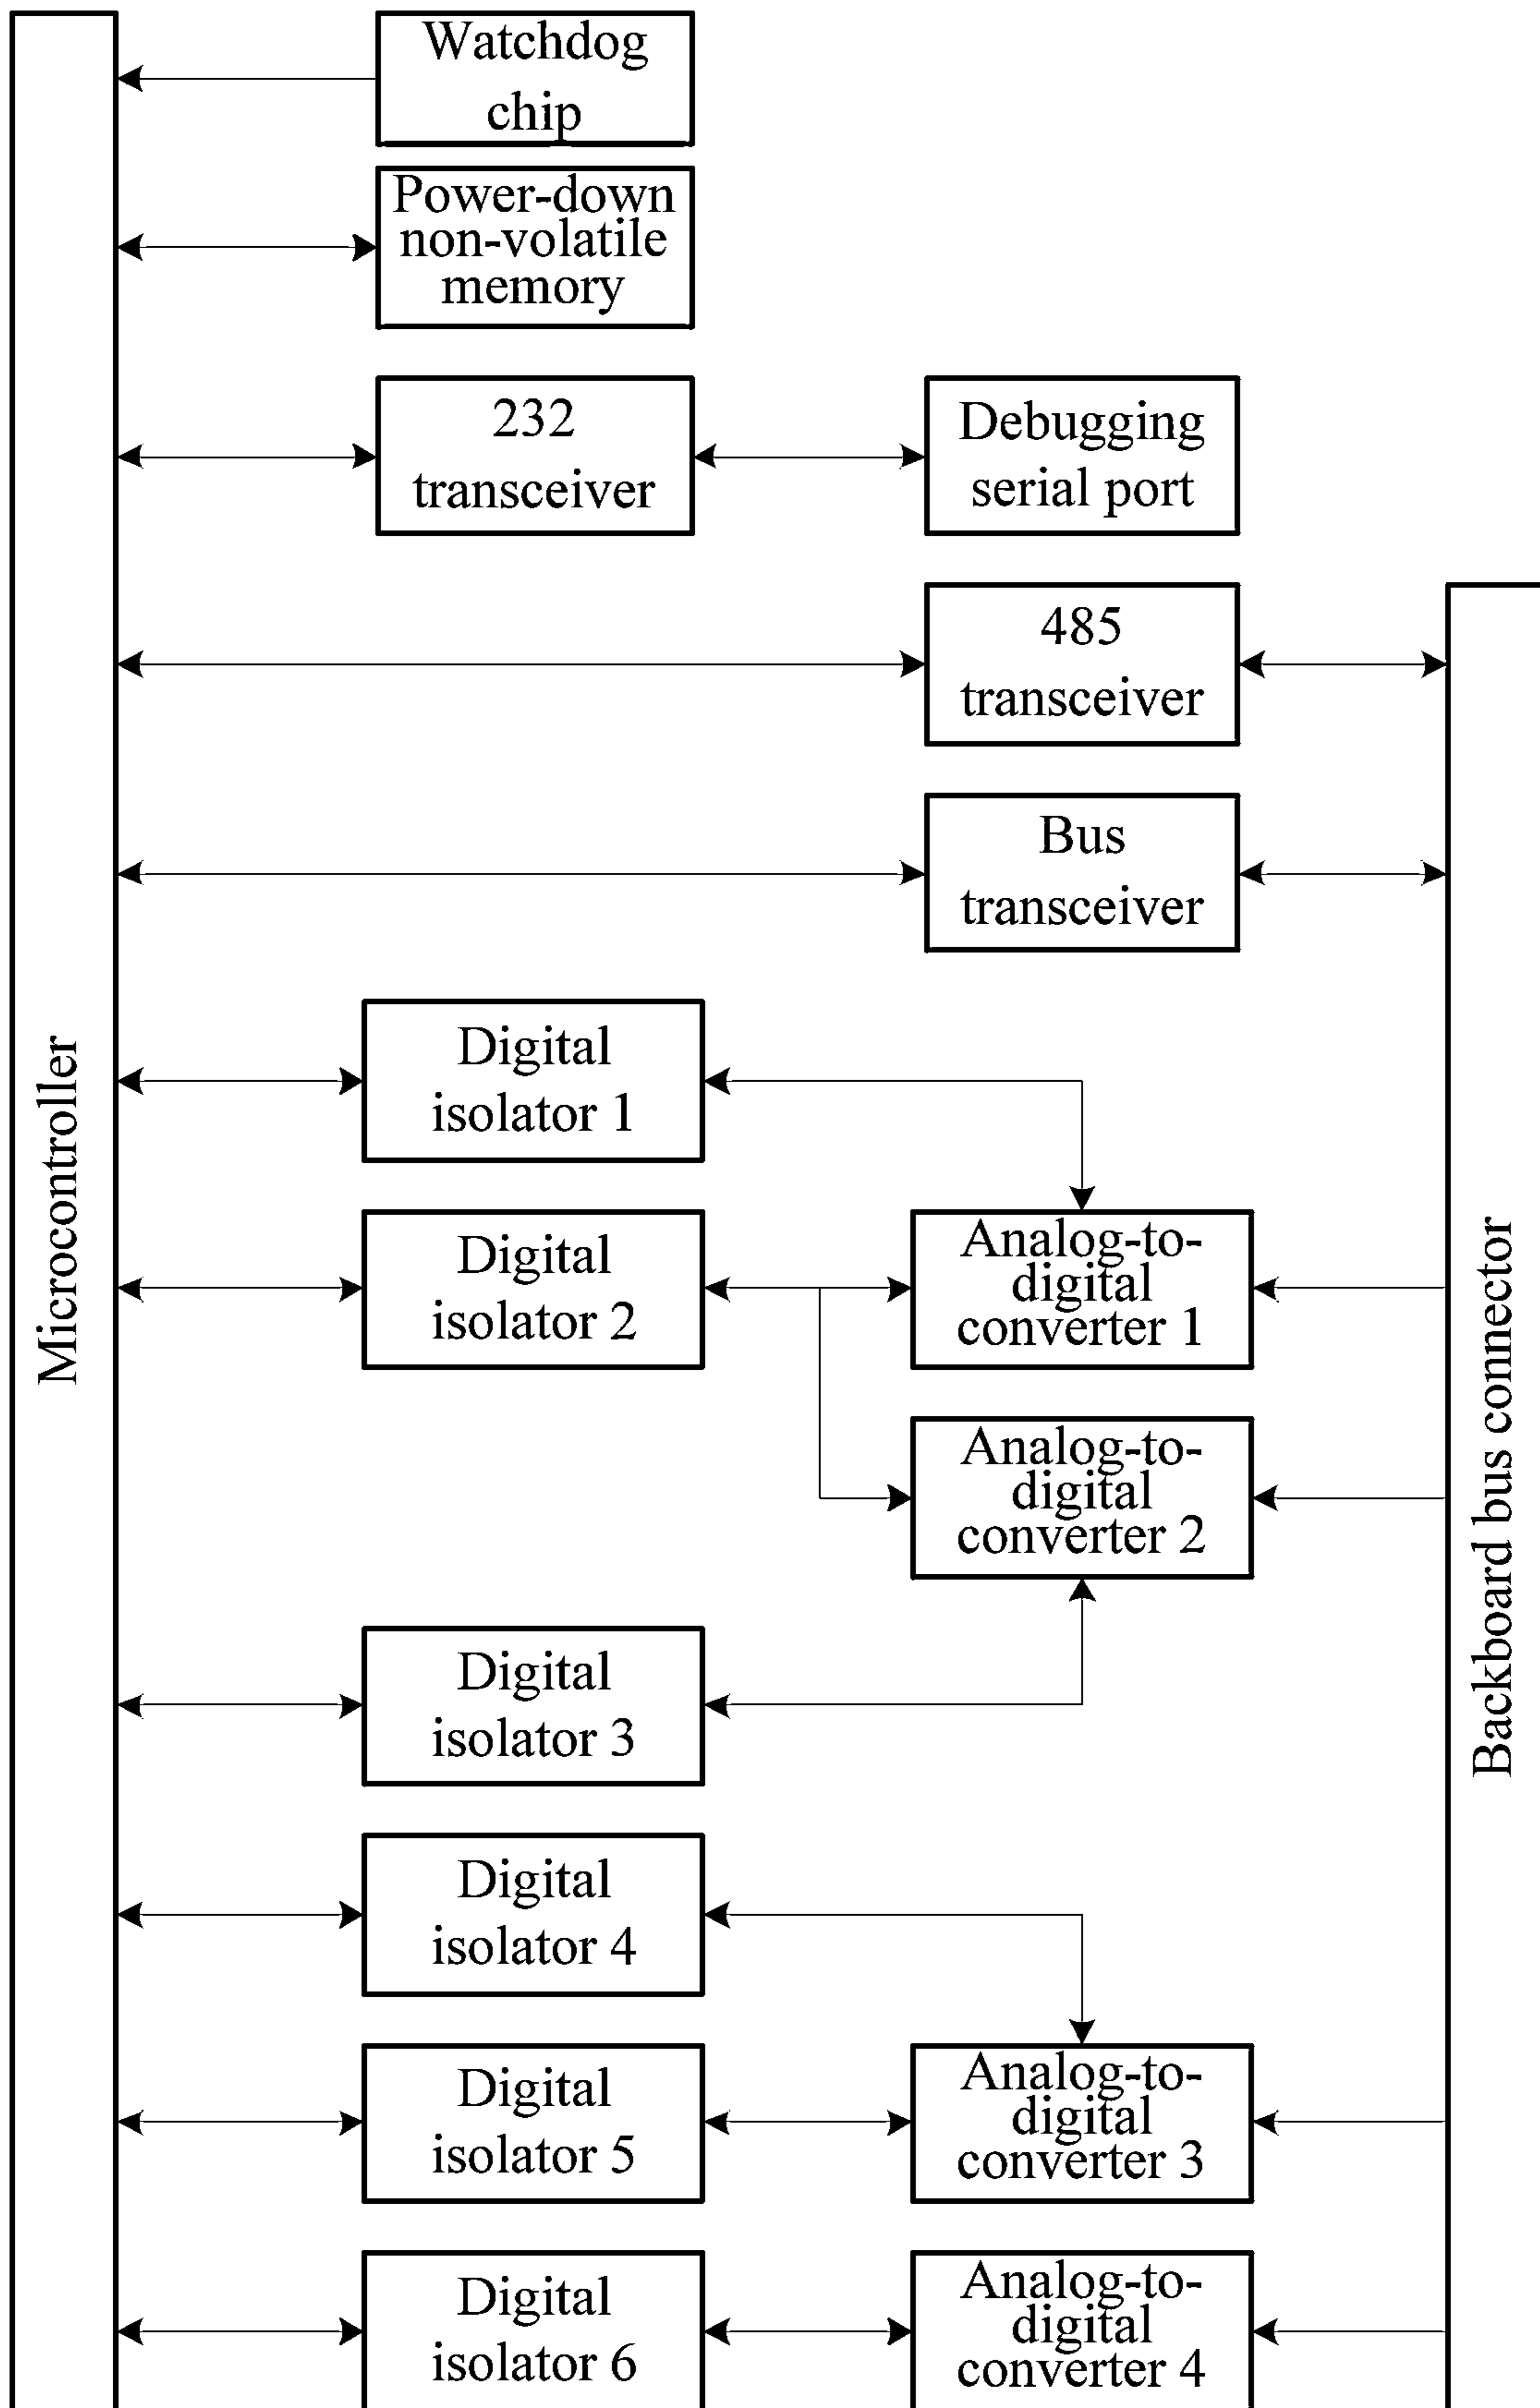 Watchdog
chip
Power-down
non-volatile
memory
232
transceiver
Debugging
serial port
485
transceiver
Bus
transceiver
Microcontroller
Digital
isolator 1
Digital
isolator 2
Analog-to-
digital
converter 1
Analog-to-
digital
converter 2
Backboard bus connector
Digital
isolator 3
Digital
isolator 4
Digital
isolator 5
Analog-to-
digital
converter 3
Digital
isolator 6
Analog-to-
digital
converter 4